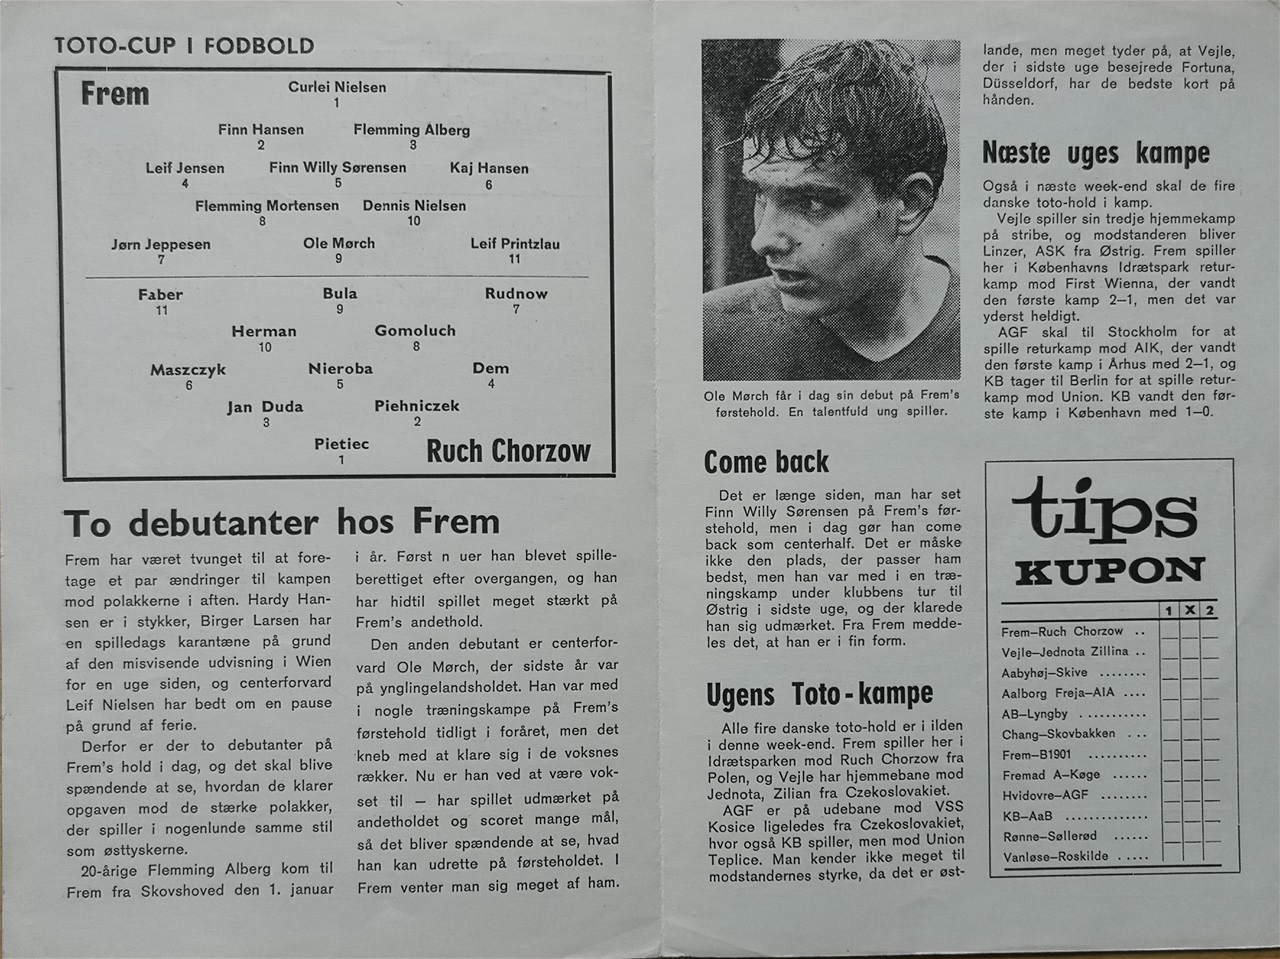 TOTO-CUP I FODBOLD
Frem
Curlei Nielsen
1
Finn Hansen Flemming Alberg
2 3
Leif Jensen Finn Willy Sørensen Kaj Hansen
4 5 6
Flemming Mortensen Dennis Nielsen
8 10
Jørn Jeppesen Ole Mørch Leif Printzlau
7 9 11
Faber Bula Rudnow
11 9 7
Herman Gomoluch
10 8
Maszczyk Nieroba Dem
6 5 4
Jan Duda Piehniczek
3 2
Pietiec
1
Ruch Chorzow
To debutanter hos Frem
Frem har været tvunget til at fore-
tage et par ændringer til kampen
mod polakkerne i aften. Hardy Han-
sen er i stykker, Birger Larsen har
en spilledags karantæne på grund
af den misvisende udvisning i Wien
for en uge siden, og centerforvard
Leif Nielsen har bedt om en pause
på grund af ferie.
Derfor er der to debutanter på
Frem's hold i dag, og det skal blive
spændende at se, hvordan de klarer
opgaven mod de stærke polakker,
der spiller i nogenlunde samme stil
som østtyskerne.
20-årige Flemming Alberg kom til
Frem fra Skovshoved den 1. januar
i år. Først n uer han blevet spille-
berettiget efter overgangen, og han
har hidtil spillet meget stærkt på
Frem's andethold.
Den anden debutant er centerfor-
vard Ole Mørch, der sidste år var
på ynglingelandsholdet. Han var med
i nogle træningskampe på Frem's
førstehold tidligt i foråret, men det
kneb med at klare sig i de voksnes
rækker. Nu er han ved at være vok-
set til — har spillet udmærket på
andetholdet og scoret mange mål,
så det bliver spændende at se, hvad
han kan udrette på førsteholdet. I
Frem venter man sig meget af ham.
Ole Mørch får i dag sin debut på Frem's
førstehold. En talentfuld ung spiller.
Come back
Det er længe siden, man har set
Finn Willy Sørensen på Frem's før-
stehold, men i dag gør han come
back som centerhalf. Det er måske
ikke den plads, der passer ham
bedst, men han var med i en træ-
ningskamp under klubbens tur til
Østrig i sidste uge, og der klarede
han sig udmærket. Fra Frem medde-
les det, at han er i fin form.
Ugens Toto-kampe
Alle fire danske toto-hold er i ilden
i denne week-end. Frem spiller her i
Idrætsparken mod Ruch Chorzow fra
Polen, og Vejle har hjemmebane mod
Jednota, Zilian fra Czekoslovakiet.
AGF er på udebane mod VSS
Kosice ligeledes fra Czekoslovakiet,
hvor også KB spiller, men mod Union
Teplice. Man kender ikke meget til
modstandernes styrke, da det er øst-
lande, men meget tyder på, at Vejle,
der i sidste uge besejrede Fortuna,
Düsseldorf, har de bedste kort på
hånden.
Næste uges kampe
Også i næste week-end skal de fire
danske toto-hold i kamp.
Vejle spiller sin tredje hjemmekamp
på stribe, og modstanderen bliver
Linzer, ASK fra Østrig. Frem spiller
her i Københavns Idrætspark retur-
kamp mod First Wienna, der vandt
den første kamp 2—1, men det var
yderst heldigt.
AGF skal til Stockholm for at
spille returkamp mod AIK, der vandt
den første kamp i Århus med 2—1, og
KB tager til Berlin for at spille retur-
kamp mod Union. KB vandt den før-
ste kamp i København med 1—0.
tips
KUPON
1 X 2
Frem—Ruch Chorzow ..
Vejle—Jednota Zillina ..
Aabyhøj—Skive ........
Aalborg Freja—AIA ....
AB—Lyngby ..........
Chang—Skovbakken ...
Frem—B1901 ..........
Fremad A—Køge ......
Hvidovre—AGF ........
KB—AaB .............
Rønne—Søllerød ......
Vanløse—Roskilde .....